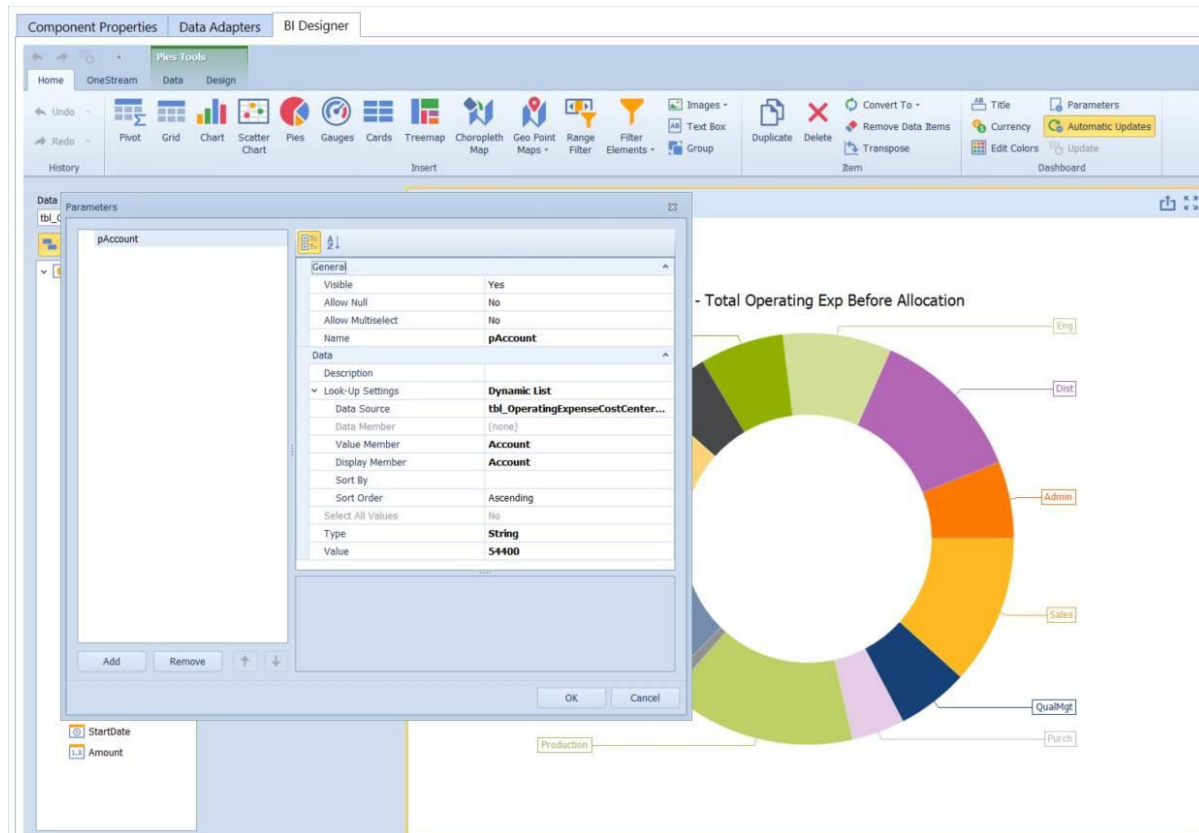 Component Properties Data Adapters BI Designer
Pies Tools
Home OneStream Data Design
Undo
Redo
History
Pivot Grid Chart Scatter Chart Pies Gauges Cards Treemap Choropleth Map Geo Point Maps Range Filter Filter Elements
Images
Text Box
Group
Insert
Duplicate Delete
Convert To
Remove Data Items
Transpose
Item
Title Parameters
Currency Automatic Updates
Edit Colors Update
Dashboard
Data
Parameters
pAccount
General
Visible Yes
Allow Null No
Allow Multiselect No
Name pAccount
Data
Description
Look-Up Settings Dynamic List
Data Source tbl_OperatingExpenseCostCenter...
Data Member (none)
Value Member Account
Display Member Account
Sort By
Sort Order Ascending
Select All Values No
Type String
Value 54400
Add Remove
OK Cancel
StartDate
1,2 Amount
- Total Operating Exp Before Allocation
Eng
Dist
Admin
Sales
QualMgt
Purch
Production